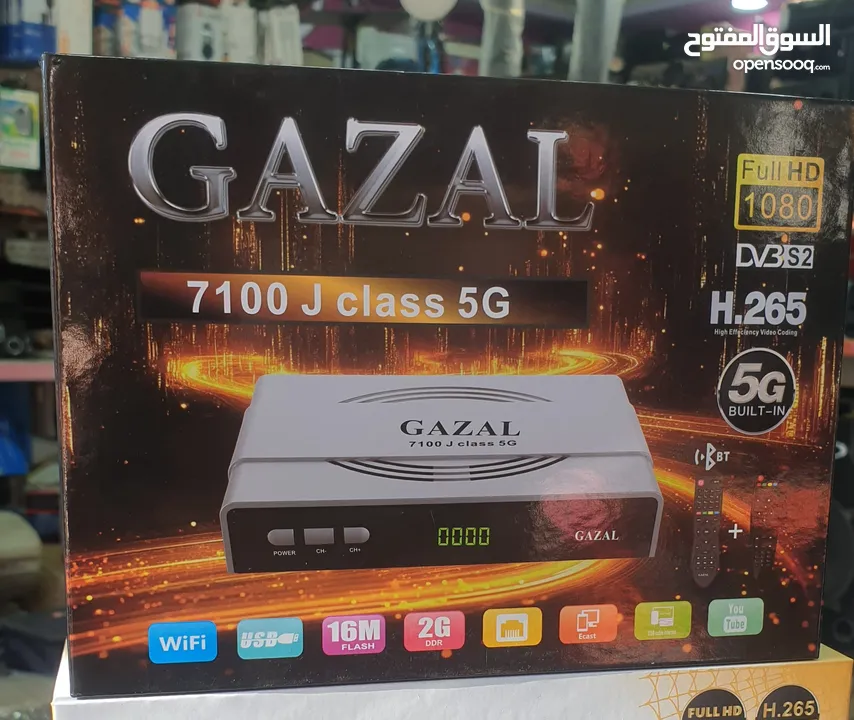 السوق المفتوح
opensooq.com
GAZAL
7100 J class 5G
Full HD
1080
DVB S2
H.265
High Efficiency Video Coding
5G
BUILT-IN
BT
+
GAZAL
7100 J class 5G
POWER
CH-
CH+
0000
GAZAL
WiFi
USB
16M
FLASH
2G
DDR
Ecast
You
Tube
FULL HD
H.265